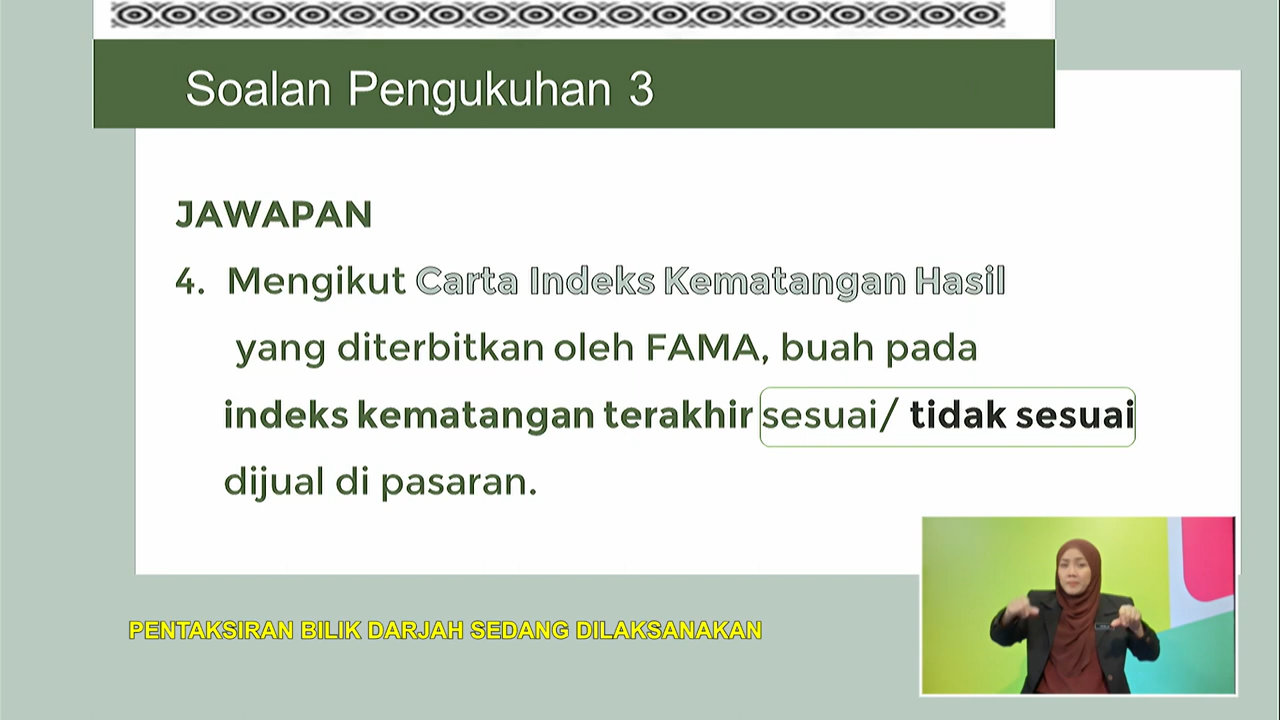 Soalan Pengukuhan 3
JAWAPAN
4. Mengikut Carta Indeks Kematangan Hasil
yang diterbitkan oleh FAMA, buah pada
indeks kematangan terakhir sesuai/ tidak sesuai
dijual di pasaran.
PENTAKSIRAN BILIK DARJAH SEDANG DILAKSANAKAN